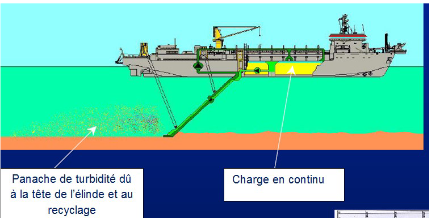 Panache de turbidité dû
à la tête de l'élinde et au
recyclage
Charge en continu